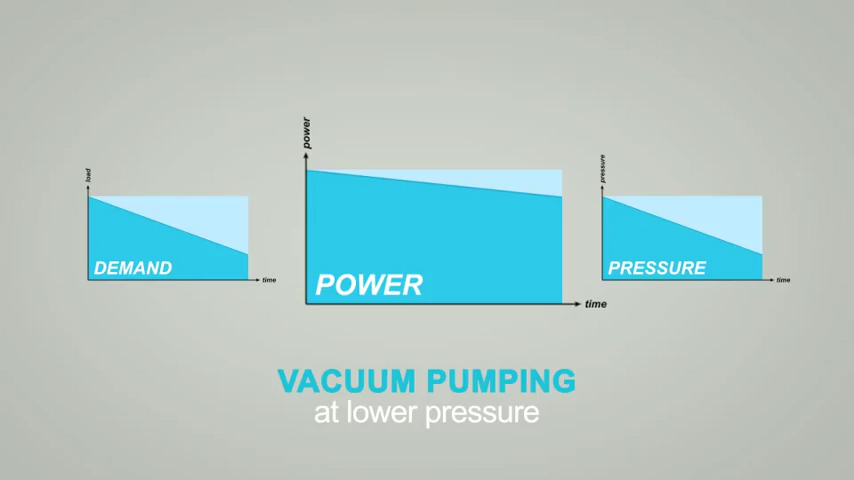 load
DEMAND
time
power
POWER
time
pressure
PRESSURE
time
VACUUM PUMPING
at lower pressure